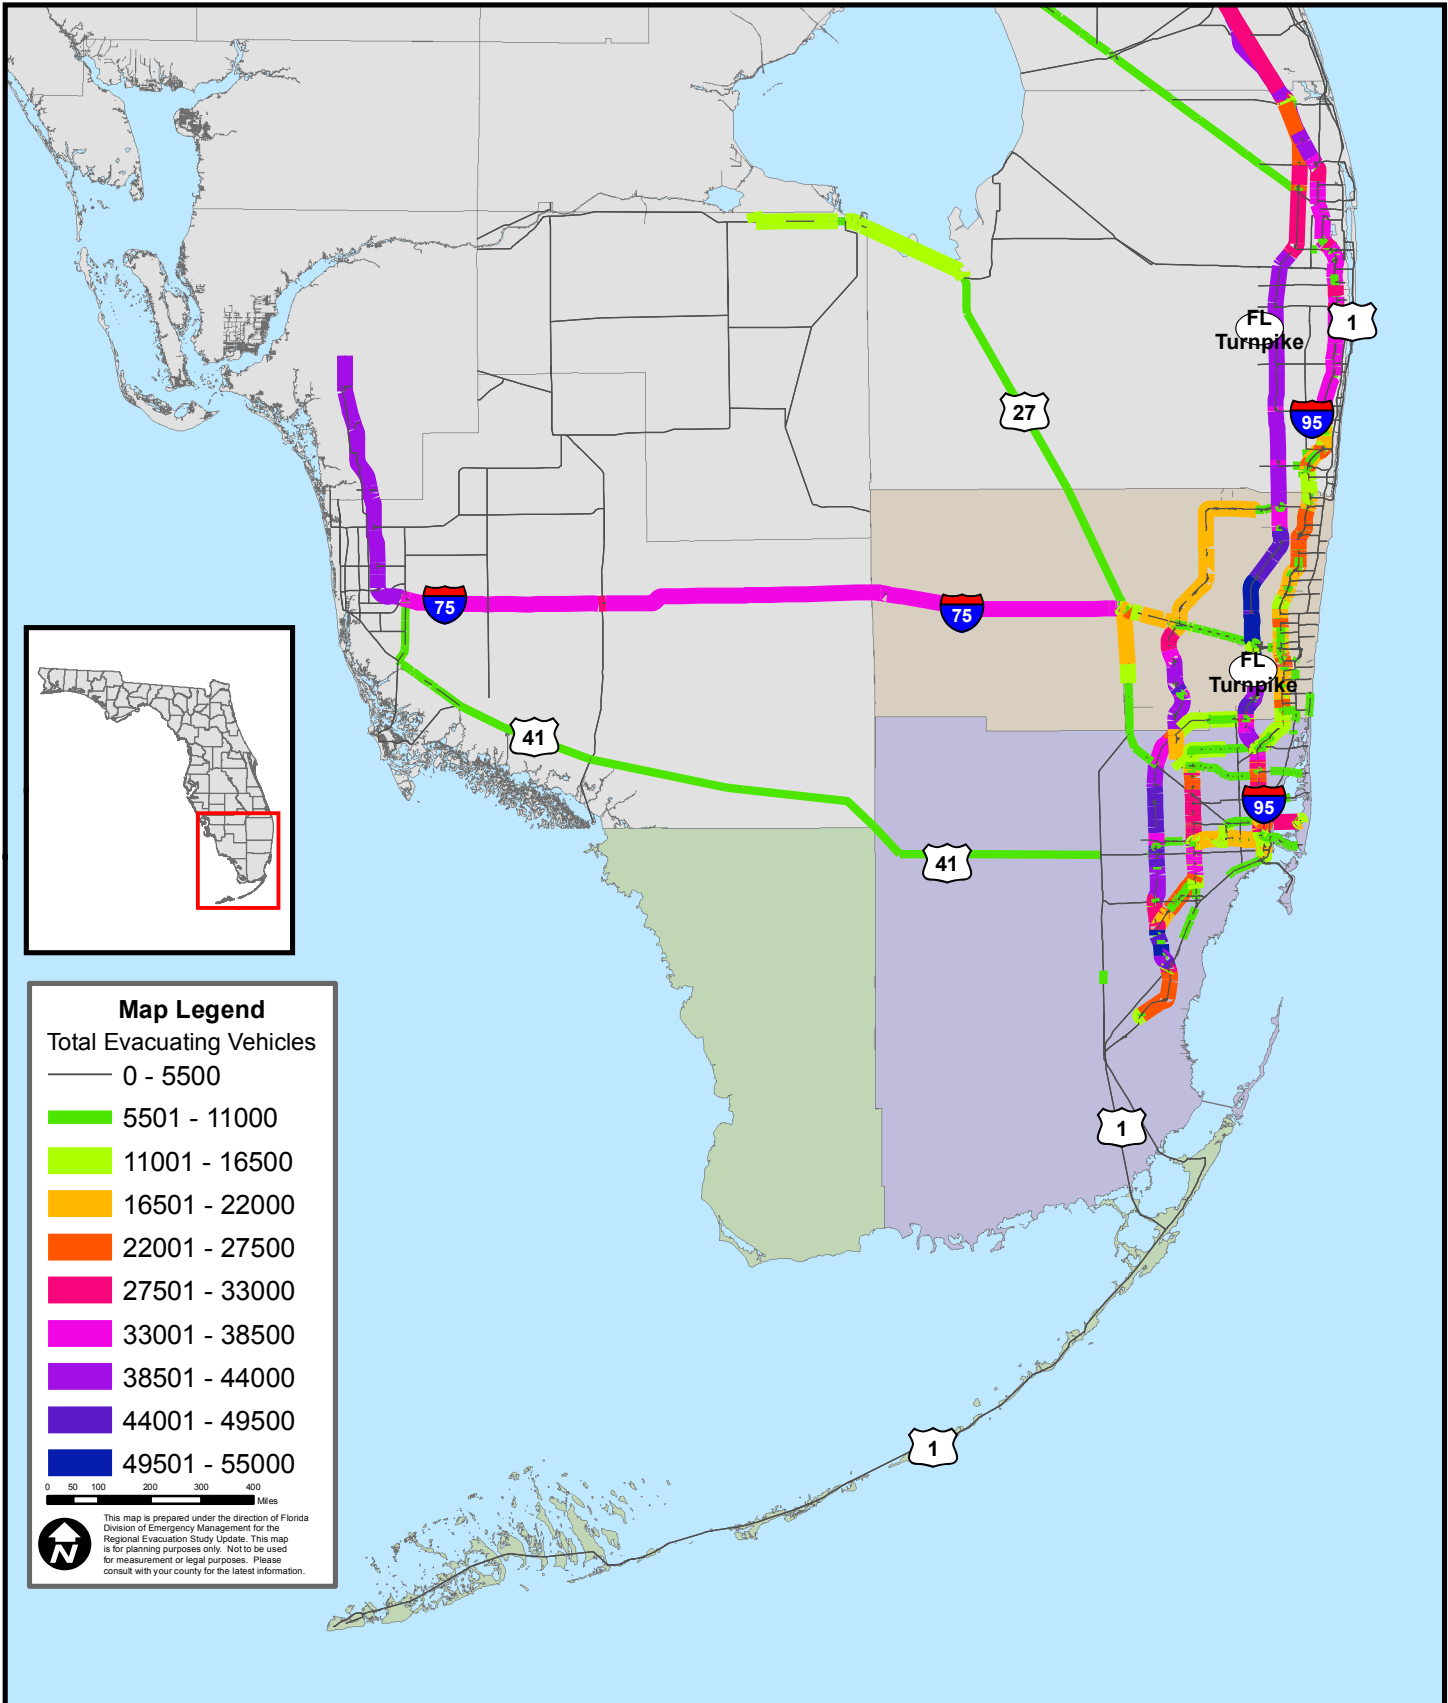 FL
Turnpike
1
95
27
75
75
FL
Turnpike
41
95
41
1
1
Map Legend
Total Evacuating Vehicles
0 - 5500
5501 - 11000
11001 - 16500
16501 - 22000
22001 - 27500
27501 - 33000
33001 - 38500
38501 - 44000
44001 - 49500
49501 - 55000
0 50 100 200 300 400
Miles
N
This map is prepared under the direction of Florida
Division of Emergency Management for the
Regional Evacuation Study Update. This map
is for planning purposes only. Not to be used
for measurement or legal purposes. Please
consult with your county for the latest information.